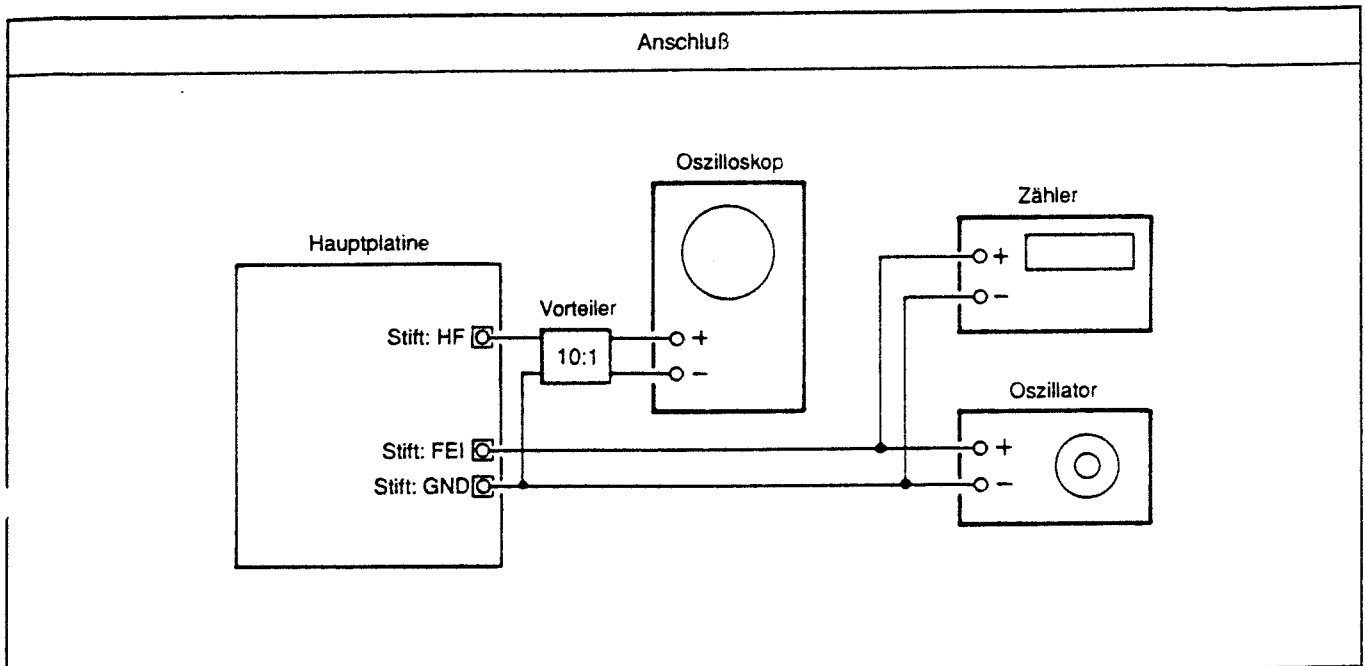 Anschluß
Oszilloskop
Zähler
Hauptplatine
+
Vorteiler
−
Stift: HF
10:1
+
−
Oszillator
Stift: FEI
+
Stift: GND
−